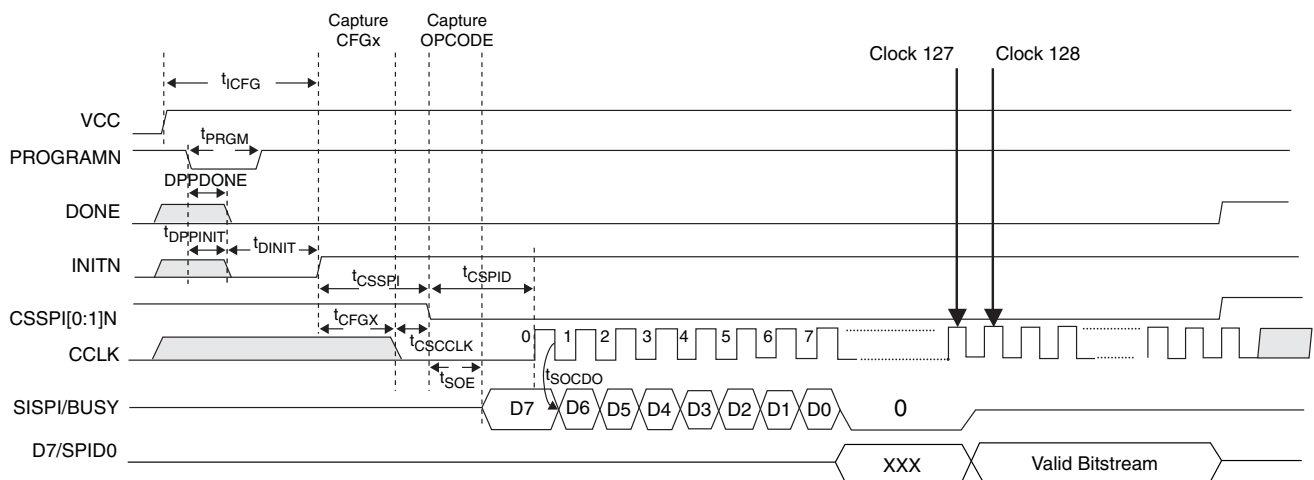 Capture
CFGx
Capture
OPCODE
Clock 127
Clock 128
tICFG
VCC
tPRGM
PROGRAMN
DPPDONE
DONE
tDPPINIT
tDINIT
INITN
tCSSPI
tCSPID
CSSPI[0:1]N
tCFGX
tCSCCLK
0 1 2 3 4 5 6 7
CCLK
tSOE
tSOCDO
SISPI/BUSY
D7 D6 D5 D4 D3 D2 D1 D0 0
D7/SPID0
XXX
Valid Bitstream